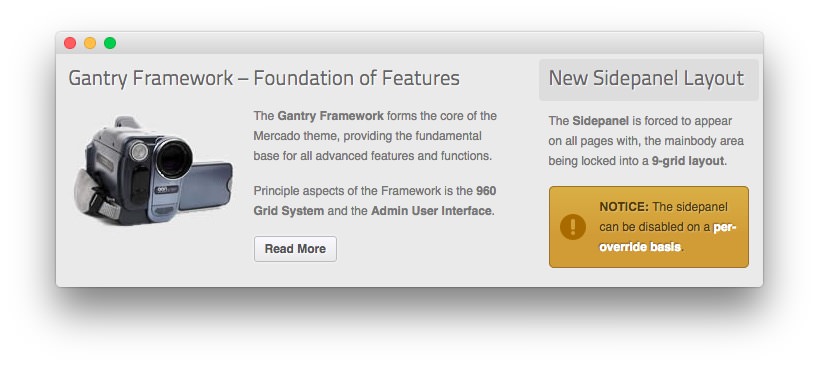 Gantry Framework – Foundation of Features
The Gantry Framework forms the core of the
Mercado theme, providing the fundamental
base for all advanced features and functions.
Principle aspects of the Framework is the 960
Grid System and the Admin User Interface.
Read More
New Sidepanel Layout
The Sidepanel is forced to appear
on all pages with, the mainbody area
being locked into a 9-grid layout.
NOTICE: The sidepanel
can be disabled on a per-
override basis.